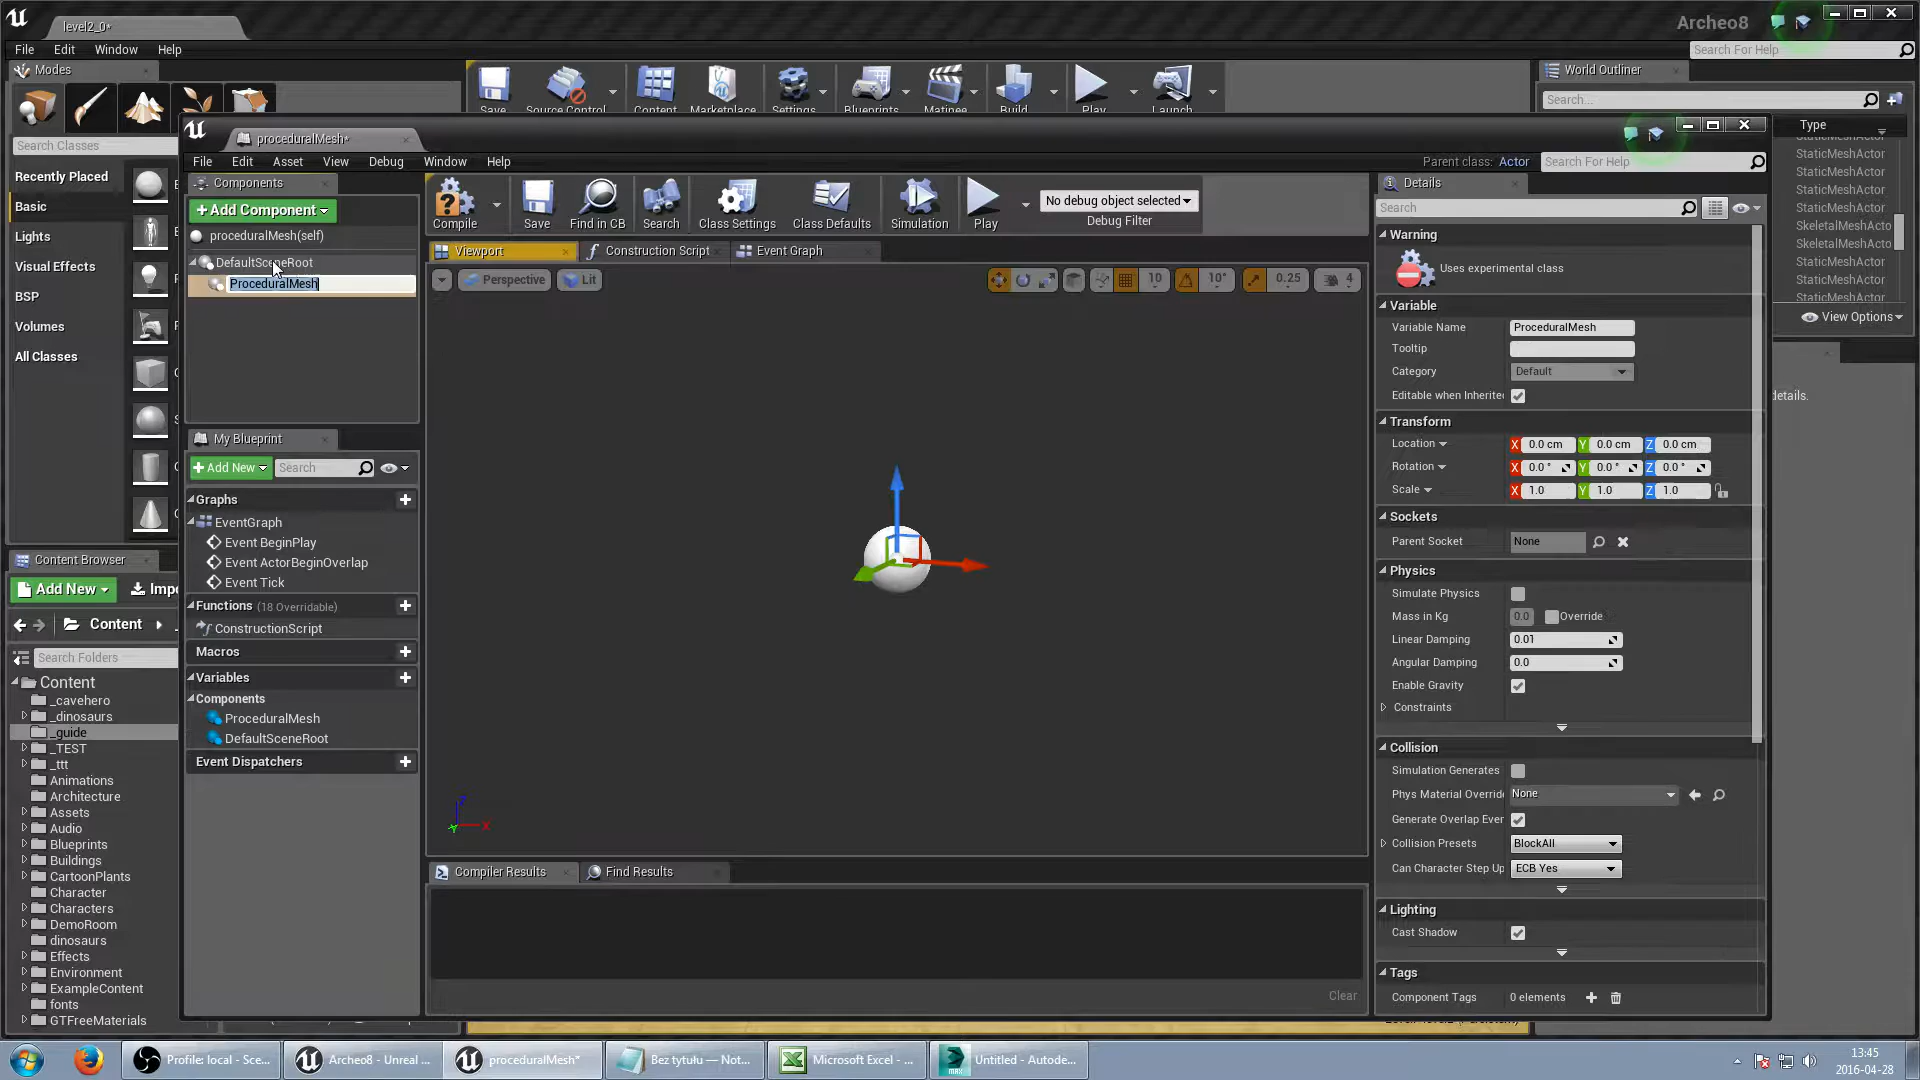 level2_0*
Archeo8
File Edit Window Help
Search For Help
Modes
World Outliner
Save Source Control Content Marketplace Settings Blueprints Matinee Build Play Launch
Search...
Search Classes
Type
Recently Placed
Basic
Lights
Visual Effects
BSP
Volumes
All Classes
StaticMeshActor
StaticMeshActor
StaticMeshActor
StaticMeshActor
SkeletalMeshActo
SkeletalMeshActo
StaticMeshActor
StaticMeshActor
View Options
details.
proceduralMesh*
File Edit Asset View Debug Window Help
Parent class: Actor
Search For Help
Components
+Add Component
proceduralMesh(self)
DefaultSceneRoot
ProceduralMesh
Compile Save Find in CB Search Class Settings Class Defaults Simulation Play
No debug object selected
Debug Filter
Viewport Construction Script Event Graph
Perspective Lit
10 10° 0.25 4
My Blueprint
+Add New Search
Graphs
EventGraph
Event BeginPlay
Event ActorBeginOverlap
Event Tick
Functions (18 Overridable)
ConstructionScript
Macros
Variables
Components
ProceduralMesh
DefaultSceneRoot
Event Dispatchers
Z
X
Y
Compiler Results Find Results
Clear
Details
Search
Warning
Uses experimental class
Variable
Variable Name ProceduralMesh
Tooltip
Category Default
Editable when Inherited
Transform
Location X 0.0 cm Y 0.0 cm Z 0.0 cm
Rotation X 0.0 ° Y 0.0 ° Z 0.0 °
Scale X 1.0 Y 1.0 Z 1.0
Sockets
Parent Socket None
Physics
Simulate Physics
Mass in Kg 0.0 Override
Linear Damping 0.01
Angular Damping 0.0
Enable Gravity
Constraints
Collision
Simulation Generates
Phys Material Overrid
None
Generate Overlap Ever
Collision Presets BlockAll
Can Character Step Up ECB Yes
Lighting
Cast Shadow
Tags
Component Tags 0 elements
Content Browser
Add New Impo
Content
Search Folders
Content
_cavehero
_dinosaurs
_guide
_TEST
_ttt
Animations
Architecture
Assets
Audio
Blueprints
Buildings
CartoonPlants
Character
Characters
DemoRoom
dinosaurs
Effects
Environment
ExampleContent
fonts
GTFreeMaterials
Profile: local - Sce...
Archeo8 - Unreal ...
proceduralMesh*
Bez tytułu — Not...
Microsoft Excel - ...
Untitled - Autode...
MAX
13:45
2016-04-28